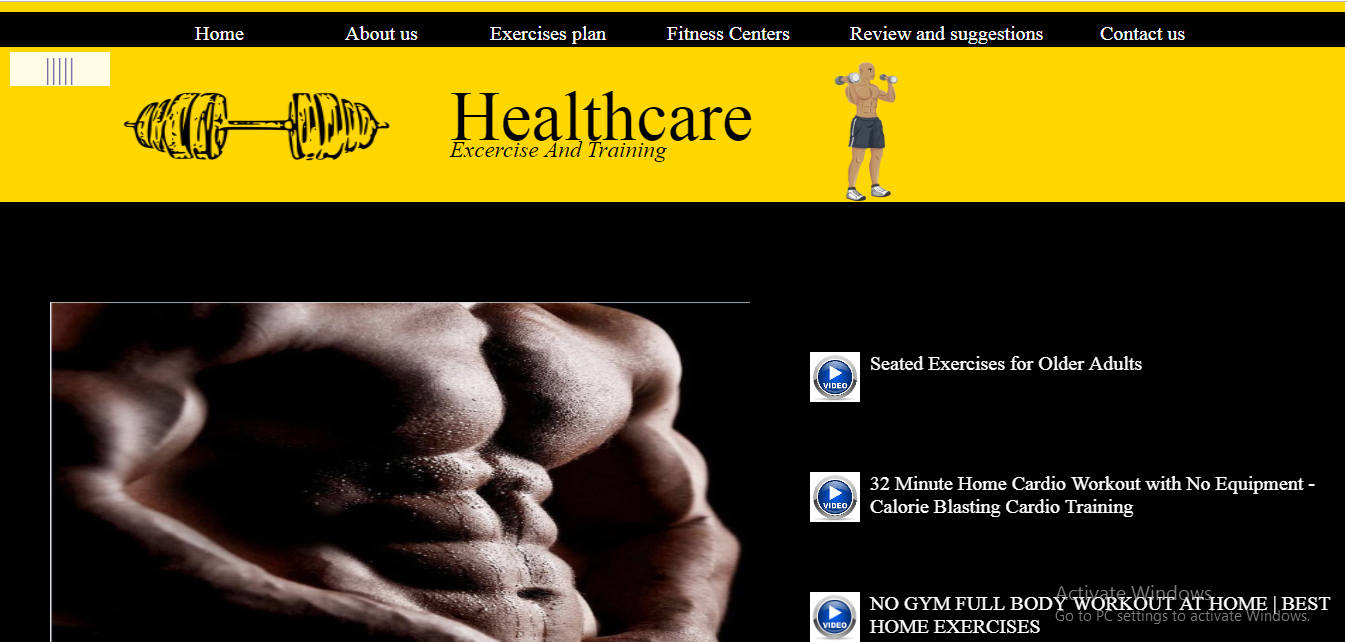 Home About us Exercises plan Fitness Centers Review and suggestions Contact us
|||||
Healthcare
Excercise And Training
VIDEO
Seated Exercises for Older Adults
VIDEO
32 Minute Home Cardio Workout with No Equipment -
Calorie Blasting Cardio Training
VIDEO
NO GYM FULL BODY WORKOUT AT HOME | BEST
HOME EXERCISES
Activate Windows
Go to PC settings to activate Windows.